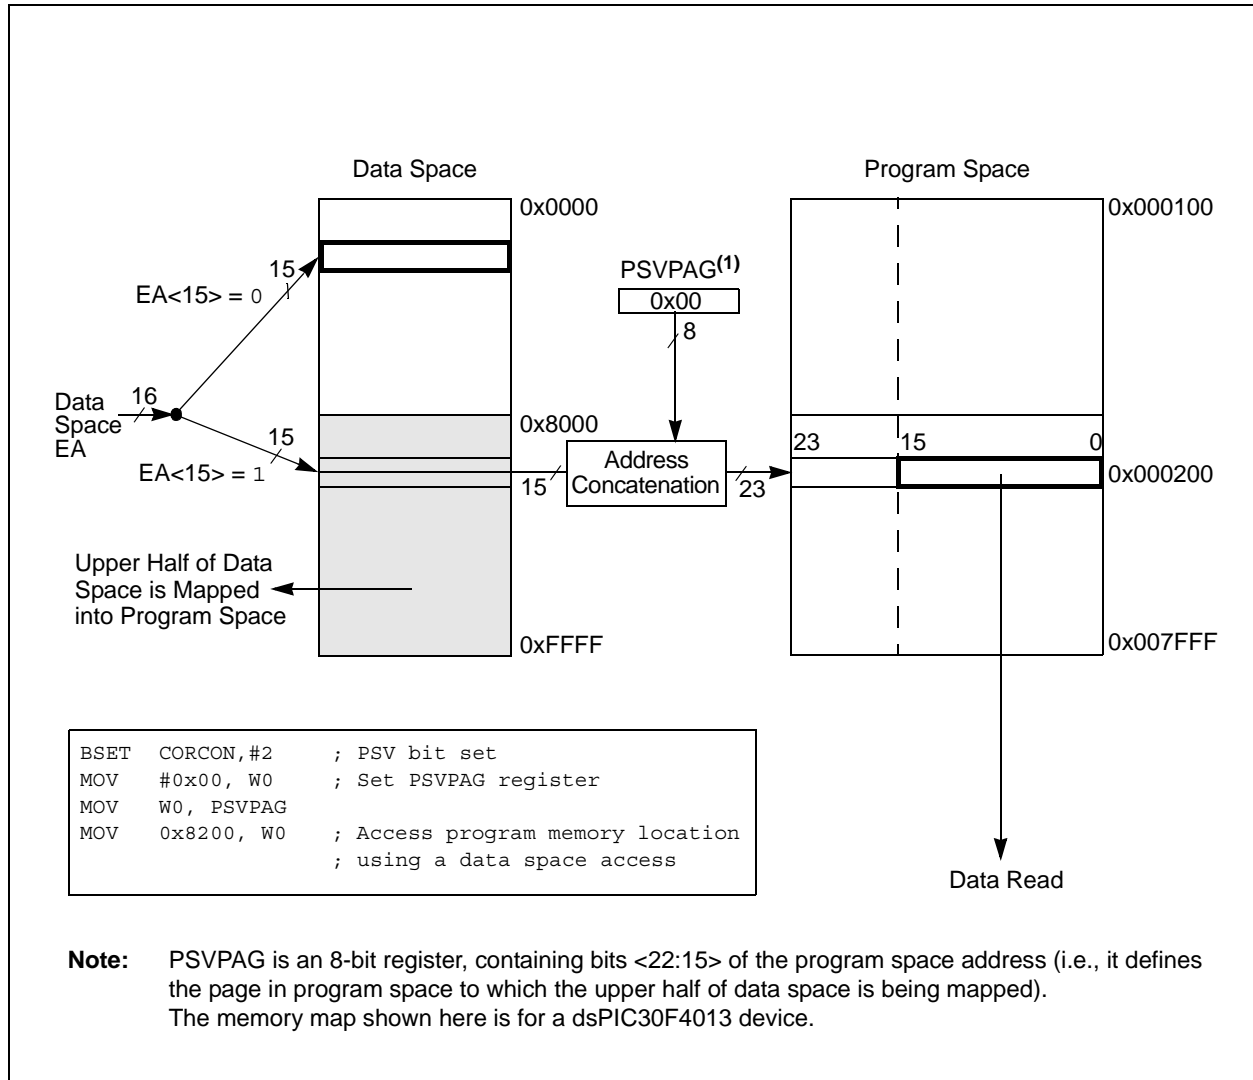 Data Space
Program Space
0x0000
0x000100
15
EA<15> = 0
PSVPAG(1)
0x00
8
16
Data
Space
EA
0x8000
15
EA<15> = 1
15
Address
Concatenation
23
23 15 0
0x000200
Upper Half of Data
Space is Mapped
into Program Space
0xFFFF
0x007FFF
BSET CORCON,#2 ; PSV bit set
MOV #0x00, W0 ; Set PSVPAG register
MOV W0, PSVPAG
MOV 0x8200, W0 ; Access program memory location
; using a data space access
Data Read
Note: PSVPAG is an 8-bit register, containing bits <22:15> of the program space address (i.e., it defines
the page in program space to which the upper half of data space is being mapped).
The memory map shown here is for a dsPIC30F4013 device.